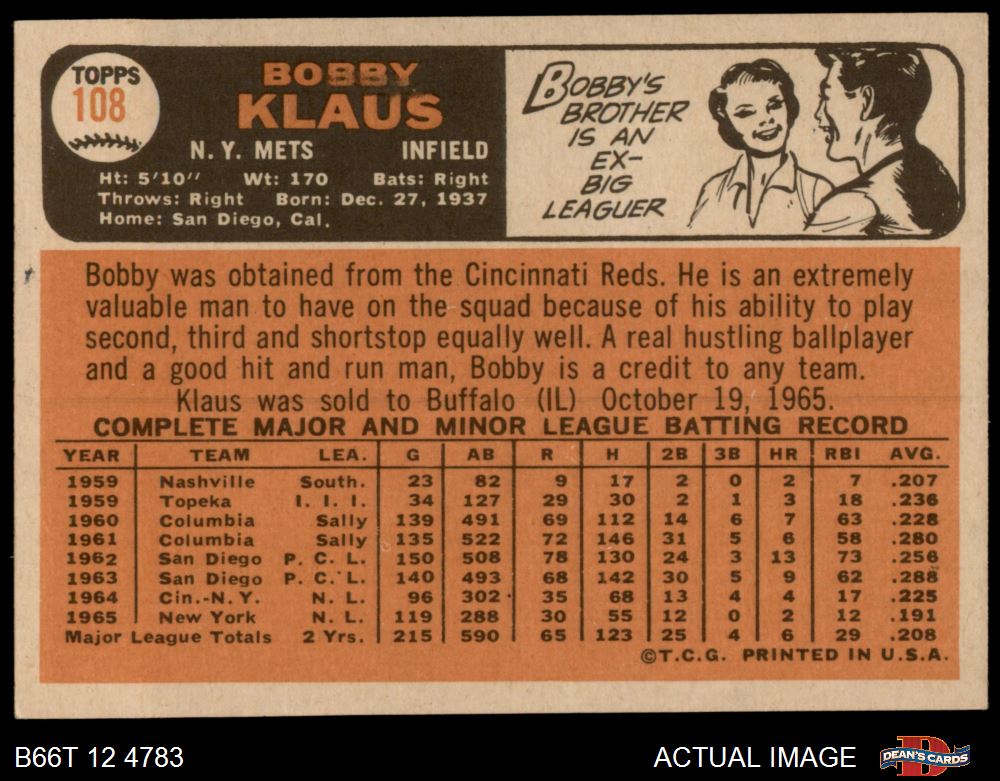 TOPPS
108
BOBBY
KLAUS
N. Y. METS INFIELD
Ht: 5'10" Wt: 170 Bats: Right
Throws: Right Born: Dec. 27, 1937
Home: San Diego, Cal.
BOBBY'S
BROTHER
IS AN
EX-
BIG
LEAGUER
Bobby was obtained from the Cincinnati Reds. He is an extremely
valuable man to have on the squad because of his ability to play
second, third and shortstop equally well. A real hustling ballplayer
and a good hit and run man, Bobby is a credit to any team.
Klaus was sold to Buffalo (IL) October 19, 1965.
COMPLETE MAJOR AND MINOR LEAGUE BATTING RECORD
YEAR TEAM LEA. G AB R H 2B 3B HR RBI AVG.
1959 Nashville South. 23 82 9 17 2 0 2 7 .207
1959 Topeka I. I. I. 34 127 29 30 2 1 3 18 .236
1960 Columbia Sally 139 491 69 112 14 6 7 63 .228
1961 Columbia Sally 135 522 72 146 31 5 6 58 .280
1962 San Diego P. C. L. 150 508 78 130 24 3 13 73 .256
1963 San Diego P. C. L. 140 493 68 142 30 5 9 62 .288
1964 Cin.-N. Y. N. L. 96 302 35 68 13 4 4 17 .225
1965 New York N. L. 119 288 30 55 12 0 2 12 .191
Major League Totals 2 Yrs. 215 590 65 123 25 4 6 29 .208
©T.C.G. PRINTED IN U.S.A.
B66T 12 4783 ACTUAL IMAGE DEAN'S CARDS